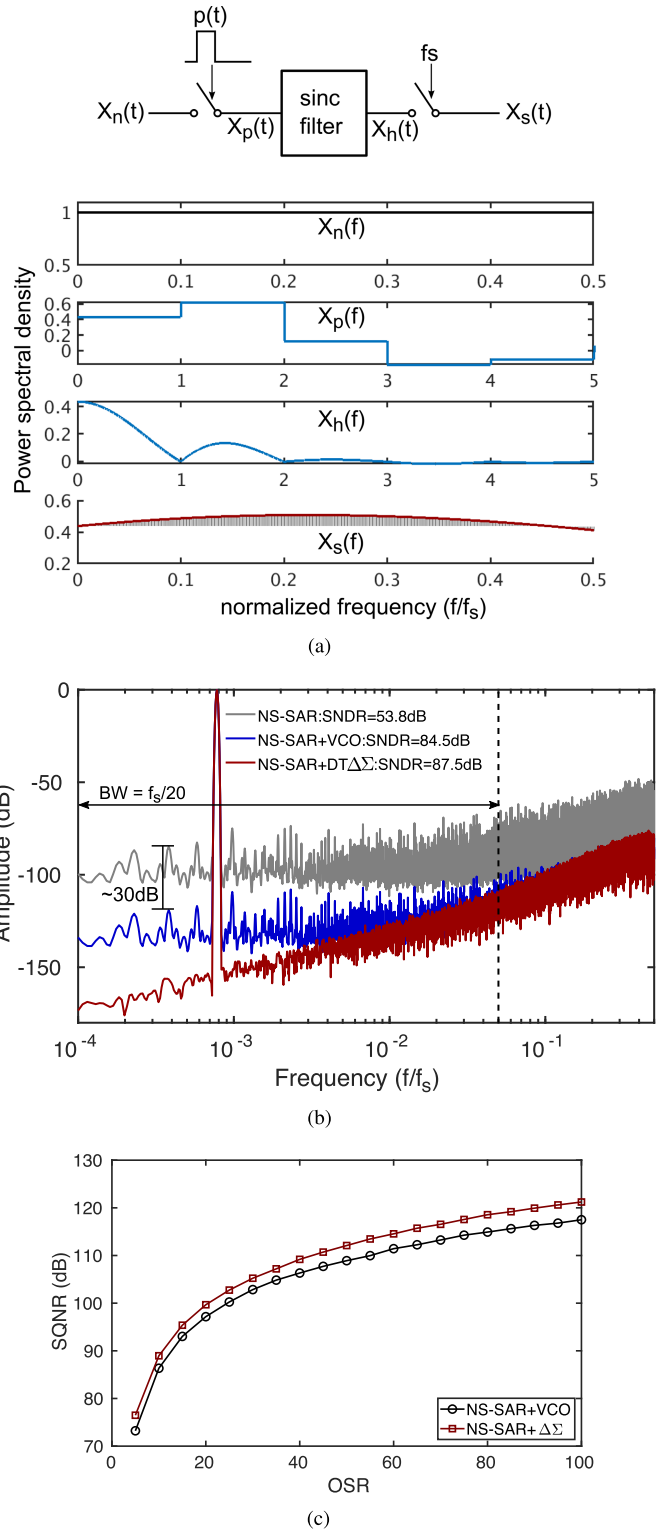 p(t)
fs
Xn(t)
Xp(t)
sinc
filter
Xh(t)
Xs(t)
Power spectral density
1
0.5
Xn(f)
0 0.1 0.2 0.3 0.4 0.5
0.6
0.4
0.2
0
Xp(f)
0 1 2 3 4 5
0.4
0
Xh(f)
0 1 2 3 4 5
0.6
0.4
0.2
Xs(f)
0 0.1 0.2 0.3 0.4 0.5
normalized frequency (f/fs)
(a)
Amplitude (dB)
0
-50
-100
-150
NS-SAR:SNDR=53.8dB
NS-SAR+VCO:SNDR=84.5dB
NS-SAR+DTΔΣ:SNDR=87.5dB
BW = fs/20
~30dB
10-4 10-3 10-2 10-1
Frequency (f/fs)
(b)
SQNR (dB)
130
120
110
100
90
80
70
NS-SAR+VCO
NS-SAR+ ΔΣ
0 20 40 60 80 100
OSR
(c)